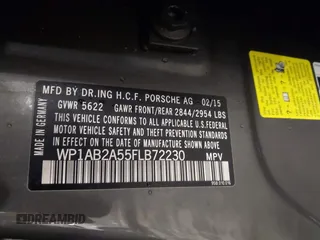 MFD BY DR.ING H.C.F. PORSCHE AG 02/15
GVWR 5622 GAWR FRONT/REAR 2844/2954 LBS
THIS VEHICLE CONFORMS TO ALL APPLICABLE U.S.FEDERAL
MOTOR VEHICLE SAFETY, BUMPER, AND THEFT PREVENTION STANDARDS
IN EFFECT ON THE DATE OF MANUFACTURE SHOWN ABOVE
WP1AB2A55FLB72230 MPV
MADE IN GERMANY
© DREAMBID